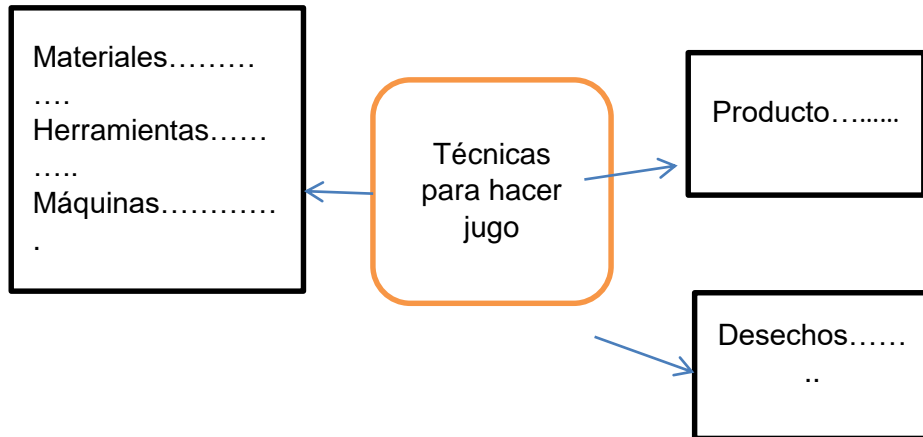 Materiales………
….
Herramientas……
…..
Máquinas…………
.
Técnicas
para hacer
jugo
Producto….......
Desechos……
..